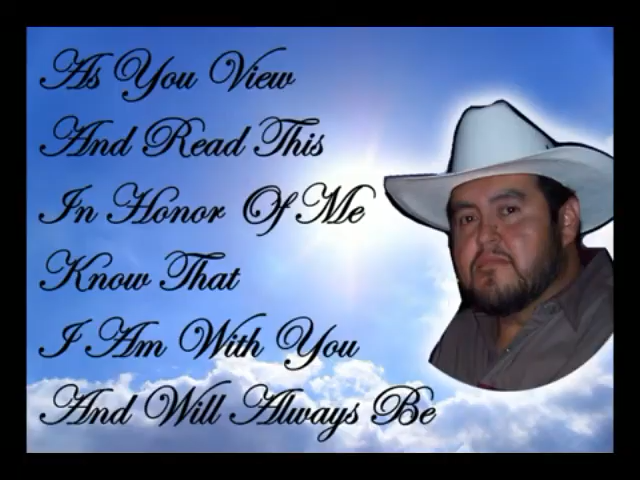 As You View
And Read This
In Honor Of Me
Know That
I Am With You
And Will Always Be